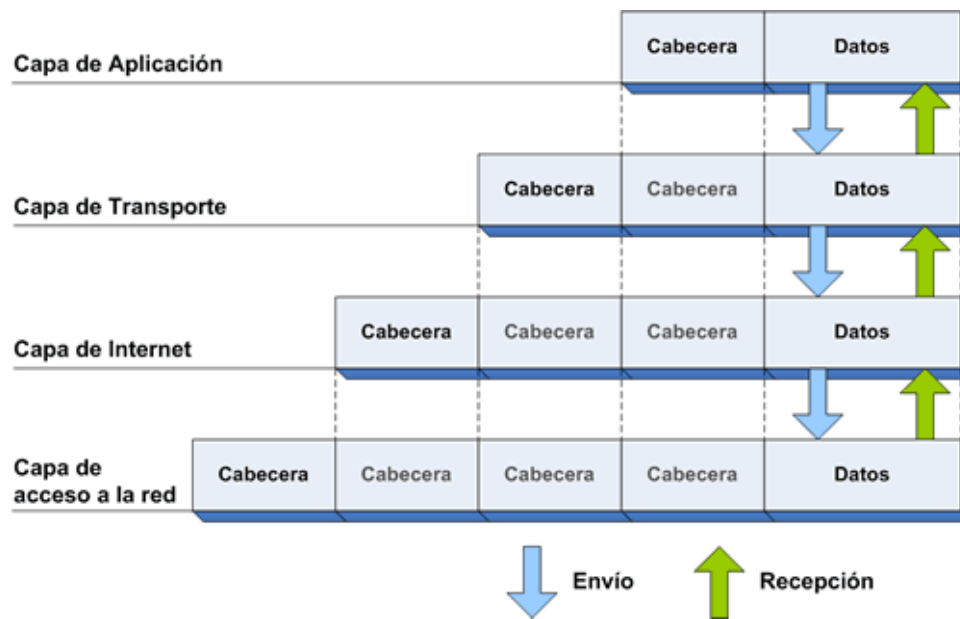 Cabecera Datos
Capa de Aplicación
Cabecera Cabecera Datos
Capa de Transporte
Cabecera Cabecera Cabecera Datos
Capa de Internet
Cabecera Cabecera Cabecera Cabecera Datos
Capa de
acceso a la red
Envío Recepción